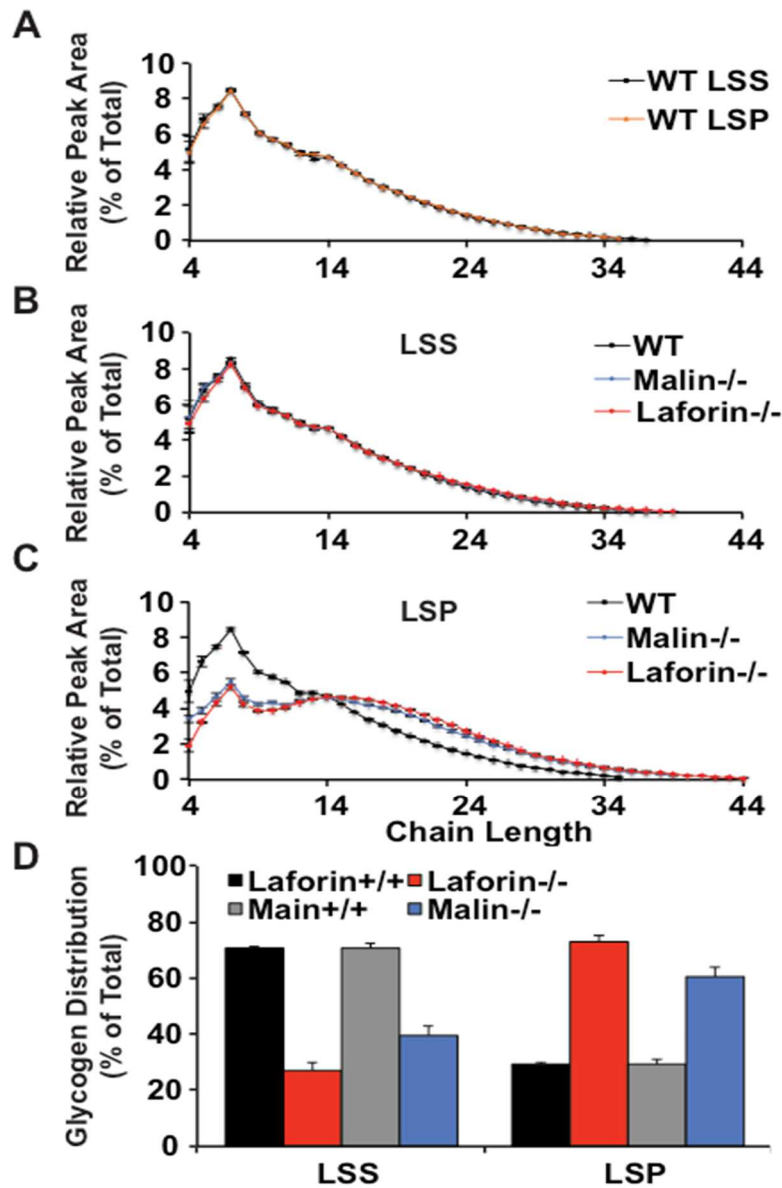 A
Relative Peak Area
(% of Total)
10
8
6
4
2
0
4 14 24 34 44
WT LSS
WT LSP
B
Relative Peak Area
(% of Total)
10
8
6
4
2
0
4 14 24 34 44
LSS
WT
Malin-/-
Laforin-/-
C
Relative Peak Area
(% of Total)
10
8
6
4
2
0
4 14 24 34 44
LSP
WT
Malin-/-
Laforin-/-
Chain Length
D
Glycogen Distribution
(% of Total)
100
80
60
40
20
0
Laforin+/+ Laforin-/-
Main+/+ Malin-/-
LSS LSP